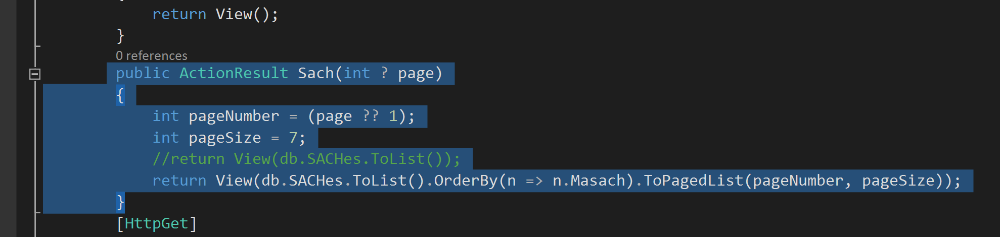 return View();
}
0 references
public ActionResult Sach(int ? page)
{
int pageNumber = (page ?? 1);
int pageSize = 7;
//return View(db.SACHes.ToList());
return View(db.SACHes.ToList().OrderBy(n => n.Masach).ToPagedList(pageNumber, pageSize));
}
[HttpGet]